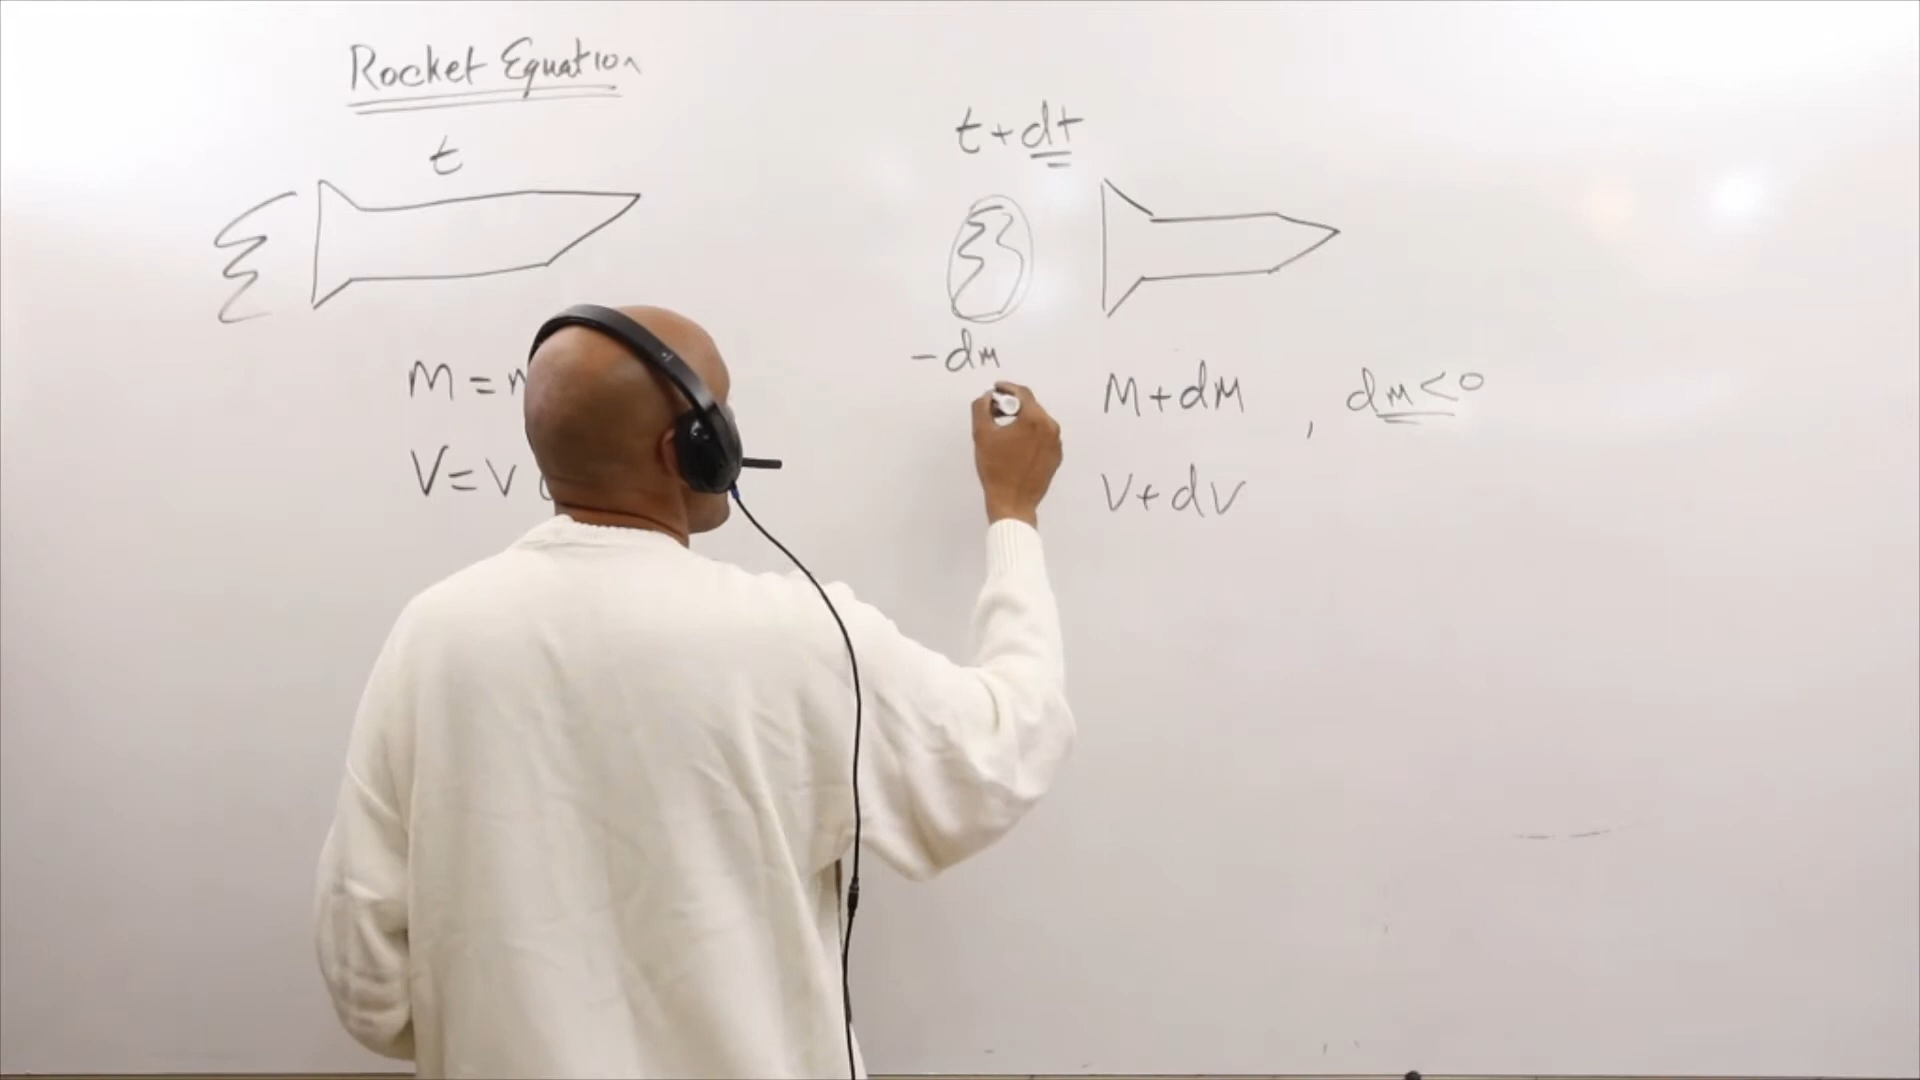 Rocket Equation
t
t+dt
-dm
M=m
M+dM , dm<0
V=v
V+dv